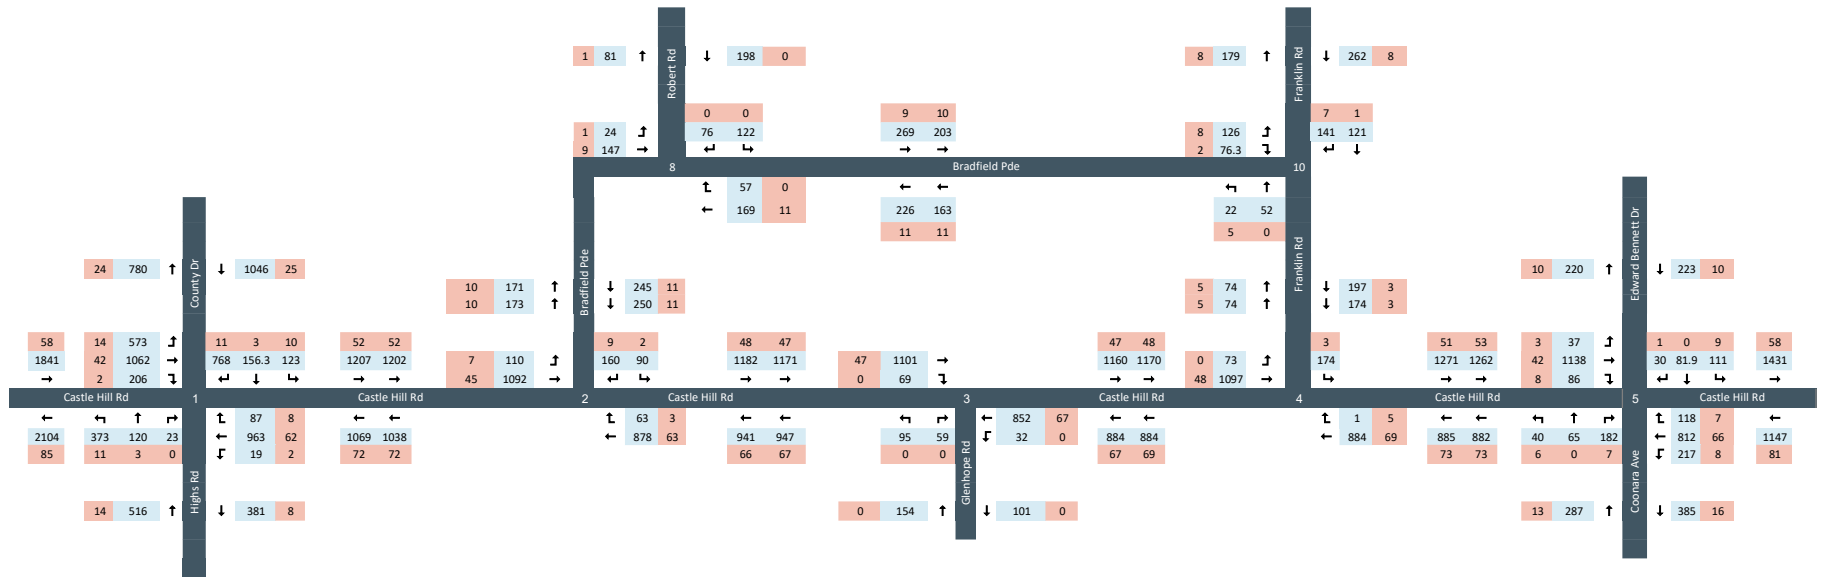 1 81 ↑ ↓ 198 0 8 179 ↑ ↓ 262 8
Robert Rd
Franklin Rd
0 0 9 10 7 1
1 24 76 122 269 203 8 126 141 121
9 147 → → → 2 76.3 ↓
8 Bradfield Pde 10
57 0 ← ← ↑
← 169 11 226 163 22 52
11 11 5 0
County Dr
Bradfield Pde
Franklin Rd
Edward Bennett Dr
24 780 ↑ ↓ 1046 25 10 220 ↑ ↓ 223 10
10 171 ↑ ↓ 245 11 5 74 ↑ ↓ 197 3
10 173 ↑ ↓ 250 11 5 74 ↑ ↓ 174 3
58 14 573 11 3 10 52 52 7 110 9 2 48 47 47 1101 → 47 48 0 73 3 51 53 3 37 1 0 9 58
1841 42 1062 → 768 156.3 123 1207 1202 45 1092 → 160 90 1182 1171 0 69 1160 1170 48 1097 → 174 1271 1262 42 1138 → 30 81.9 111 1431
→ 2 206 ↓ → → → → → → → → 8 86 ↓ →
Castle Hill Rd 1 Castle Hill Rd 2 Castle Hill Rd 3 Castle Hill Rd 4 Castle Hill Rd 5 Castle Hill Rd
← ↑ 87 8 ← ← 63 3 ← ← ← 852 67 ← ← 1 5 ← ← ↑ 118 7 ←
2104 373 120 23 ← 963 62 1069 1038 ← 878 63 941 947 95 59 32 0 884 884 ← 884 69 885 882 40 65 182 ← 812 66 1147
85 11 3 0 19 2 72 72 66 67 0 0 67 69 73 73 6 0 7 217 8 81
Highs Rd
Glenhope Rd
Coonara Ave
14 516 ↑ ↓ 381 8 0 154 ↑ ↓ 101 0 13 287 ↑ ↓ 385 16